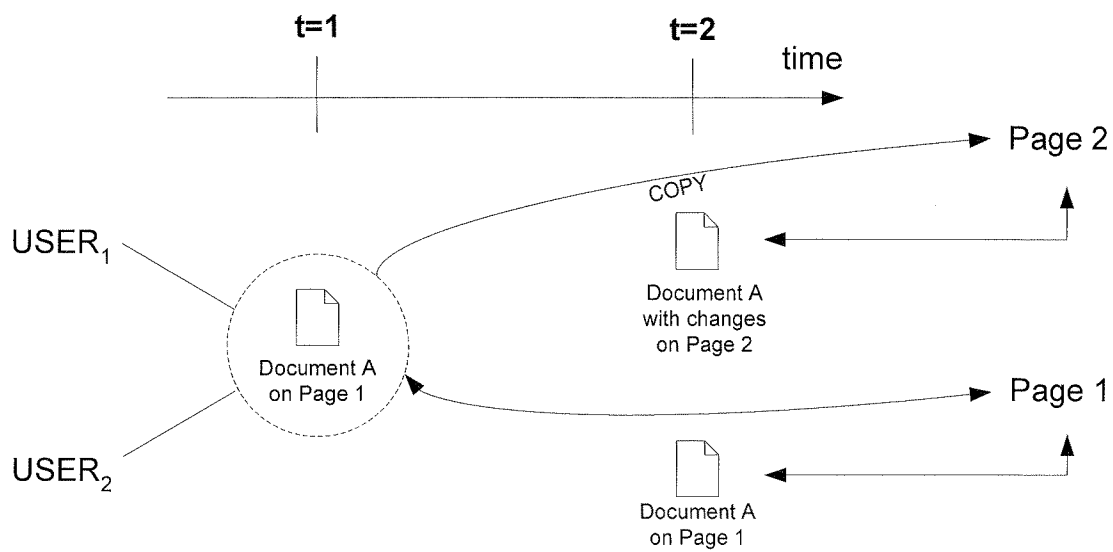 t=1
t=2
time
Page 2
COPY
USER₁
Document A
with changes
on Page 2
Document A
on Page 1
Page 1
USER₂
Document A
on Page 1